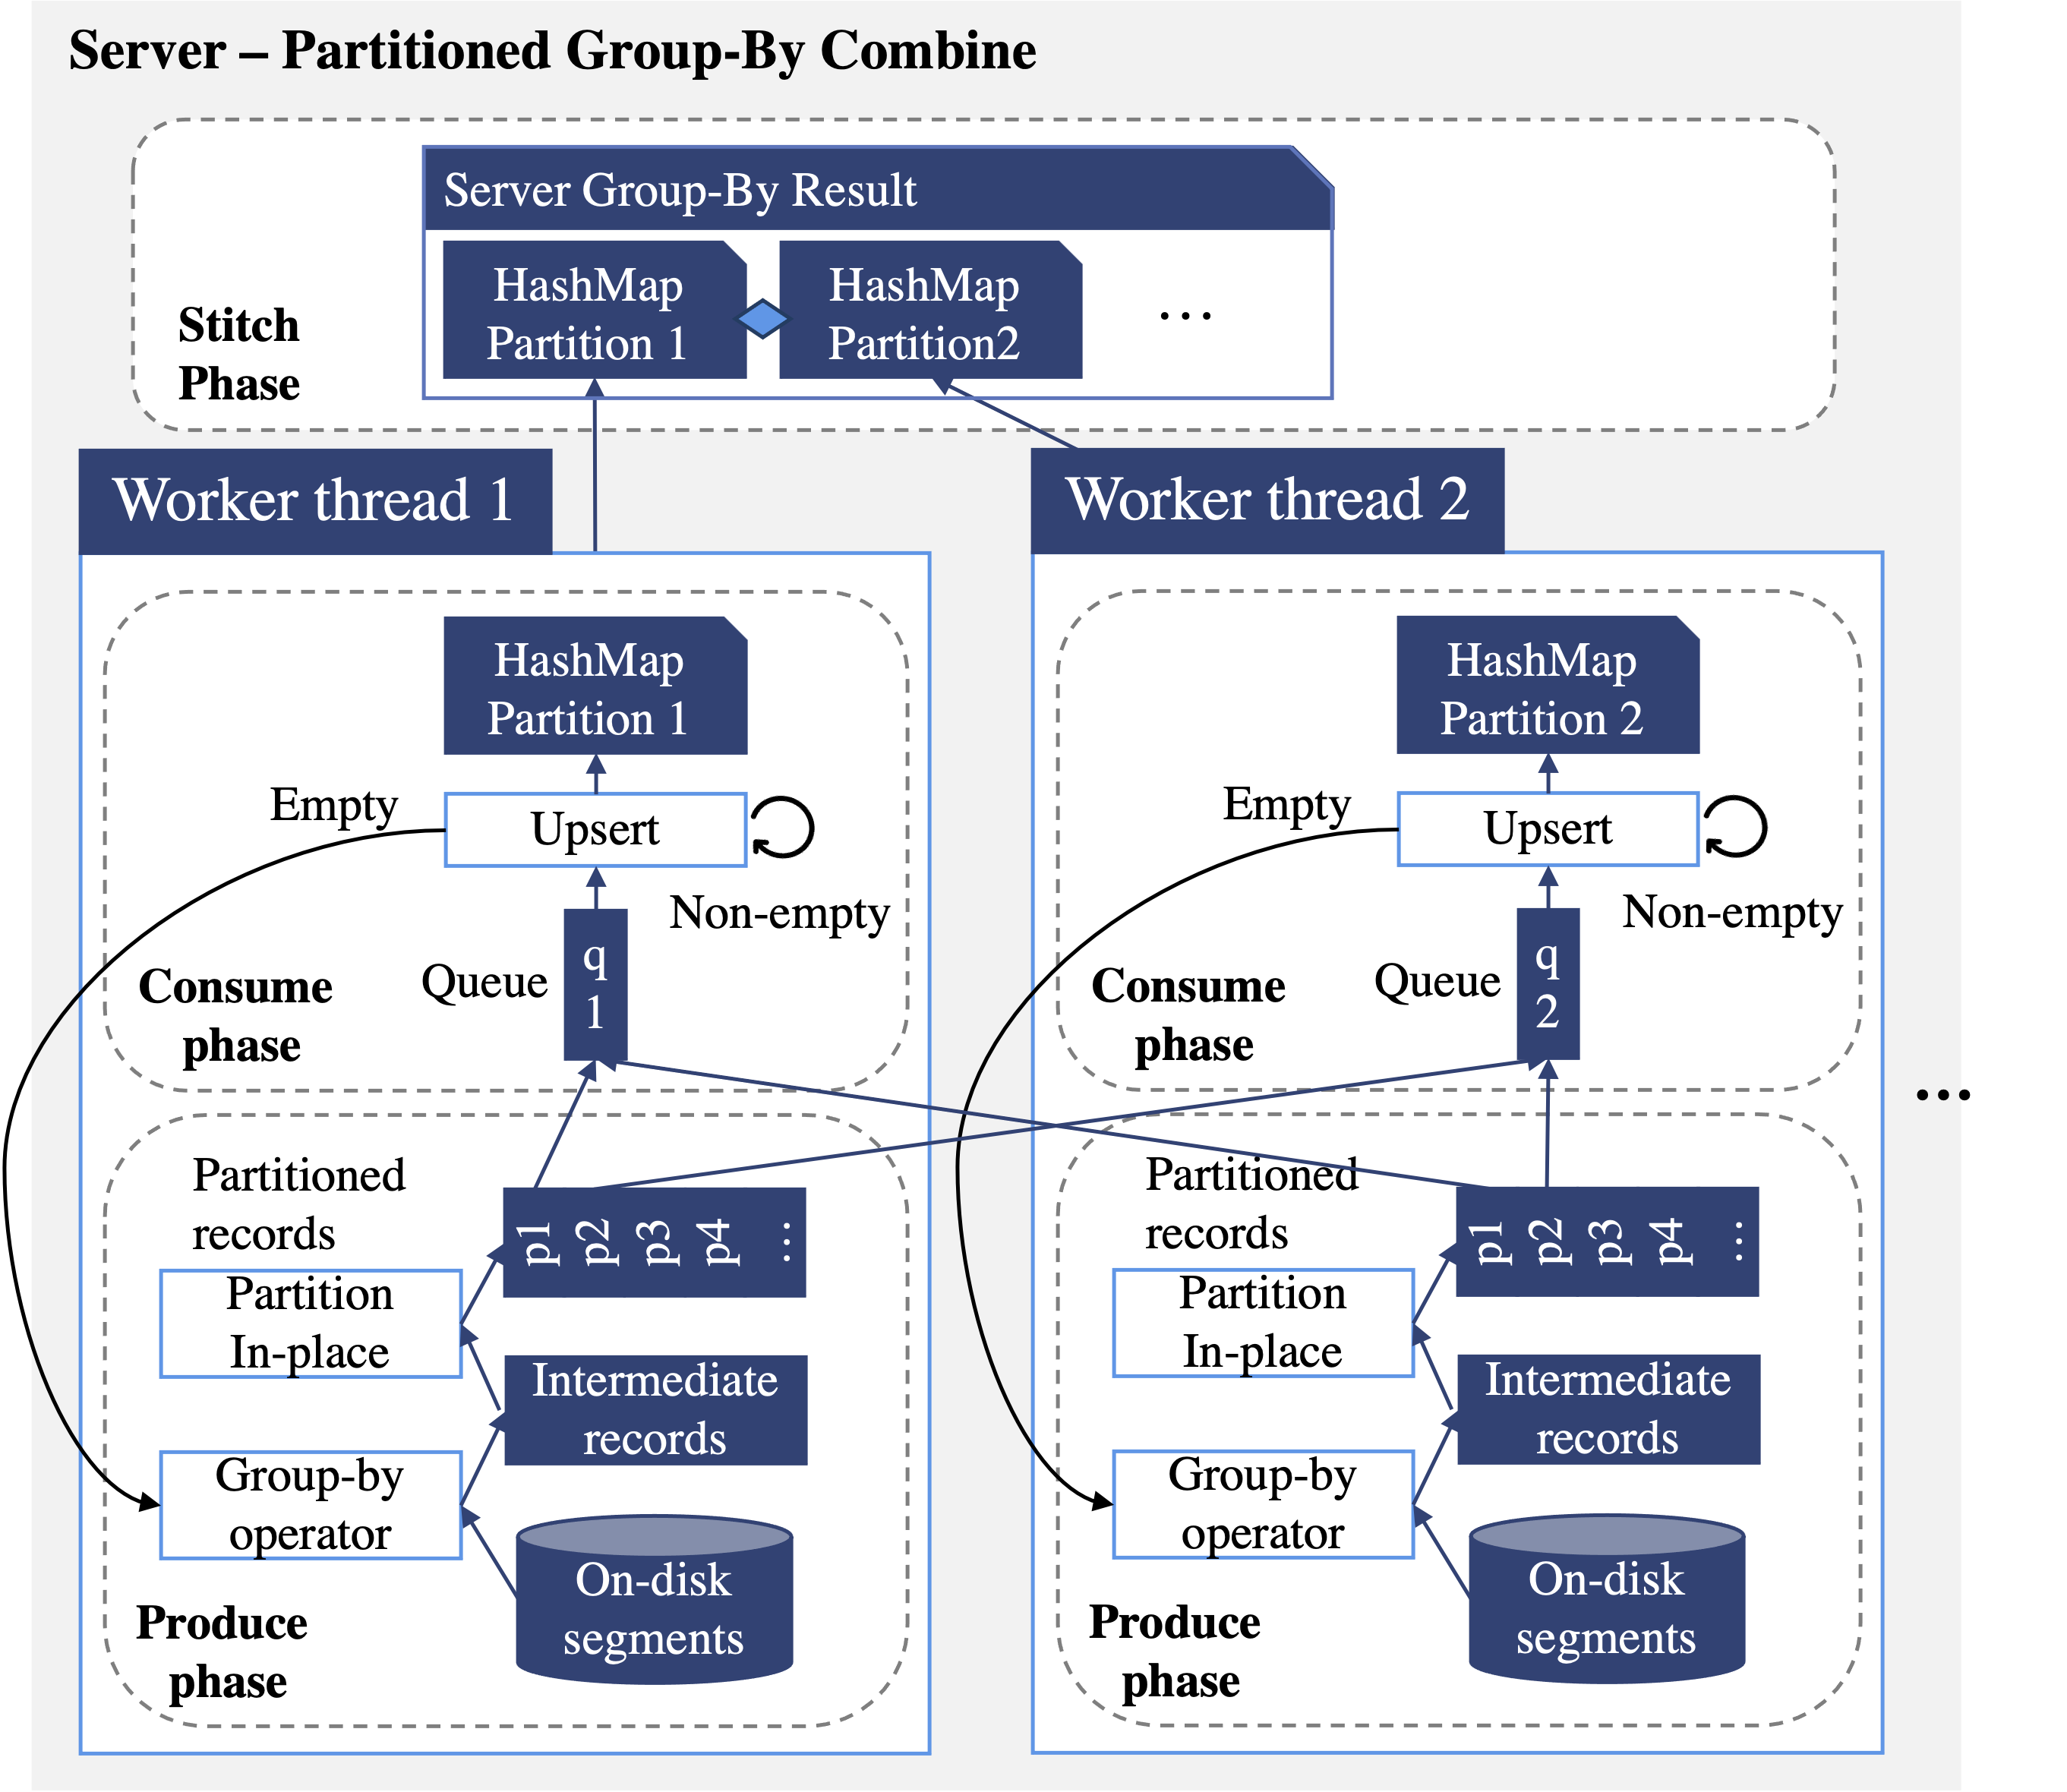 Server – Partitioned Group-By Combine
Server Group-By Result
HashMap
Partition 1
HashMap
Partition2
...
Stitch
Phase
Worker thread 1
HashMap
Partition 1
Empty
Upsert
Non-empty
Queue
q
1
Consume
phase
Partitioned
records
p1
p2
p3
p4
...
Partition
In-place
Intermediate
records
Group-by
operator
On-disk
segments
Produce
phase
Worker thread 2
HashMap
Partition 2
Empty
Upsert
Non-empty
Queue
q
2
Consume
phase
Partitioned
records
p1
p2
p3
p4
...
Partition
In-place
Intermediate
records
Group-by
operator
On-disk
segments
Produce
phase
...